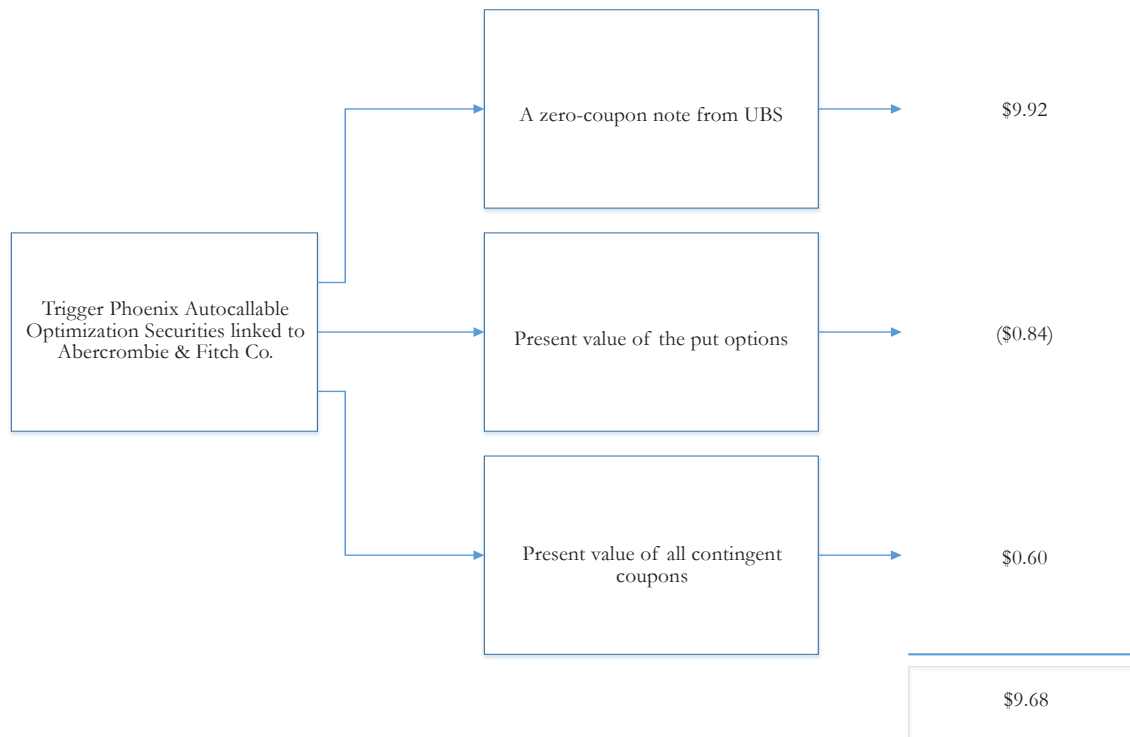 A zero-coupon note from UBS
$9.92
Trigger Phoenix Autocallable
Optimization Securities linked to
Abercrombie & Fitch Co.
Present value of the put options
($0.84)
Present value of all contingent
coupons
$0.60
$9.68